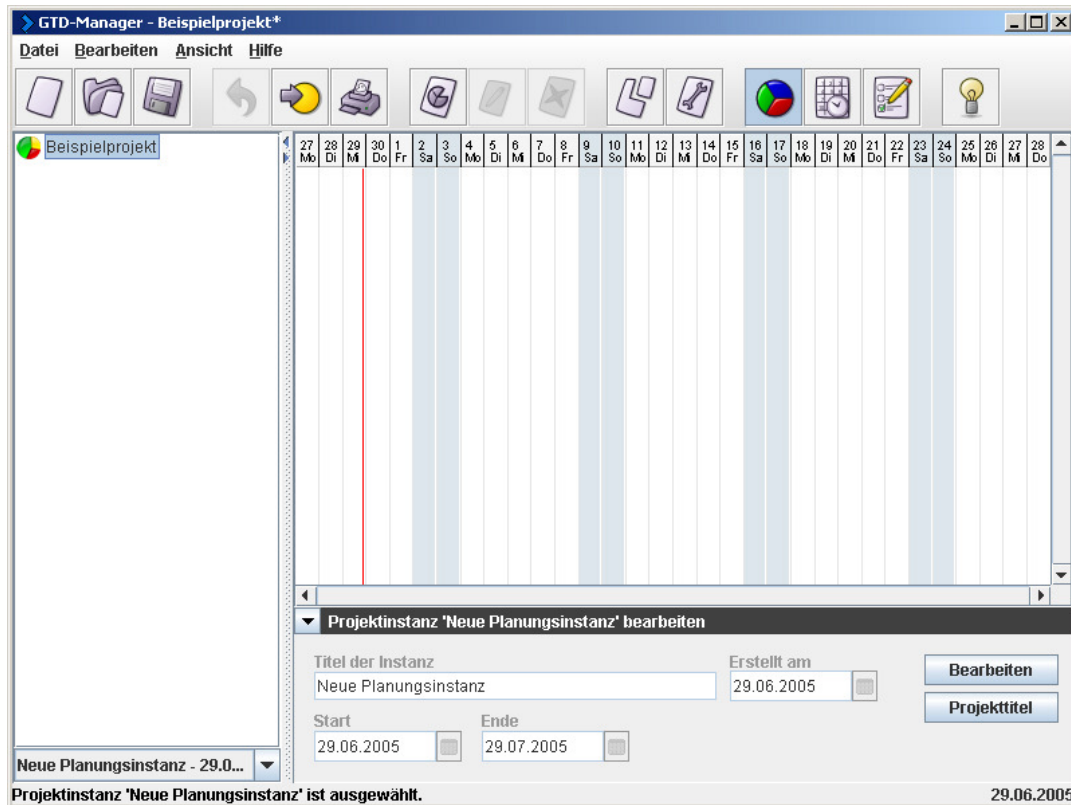 GTD-Manager - Beispielprojekt*
Datei Bearbeiten Ansicht Hilfe
Beispielprojekt
27 28 29 30 1 2 3 4 5 6 7 8 9 10 11 12 13 14 15 16 17 18 19 20 21 22 23 24 25 26 27 28
Mo Di Mi Do Fr Sa So Mo Di Mi Do Fr Sa So Mo Di Mi Do Fr Sa So Mo Di Mi Do Fr Sa So Mo Di Mi Do
Projektinstanz 'Neue Planungsinstanz' bearbeiten
Titel der Instanz Erstellt am
Neue Planungsinstanz 29.06.2005 Bearbeiten
Start Ende Projekttitel
29.06.2005 29.07.2005
Neue Planungsinstanz - 29.0...
Projektinstanz 'Neue Planungsinstanz' ist ausgewählt. 29.06.2005